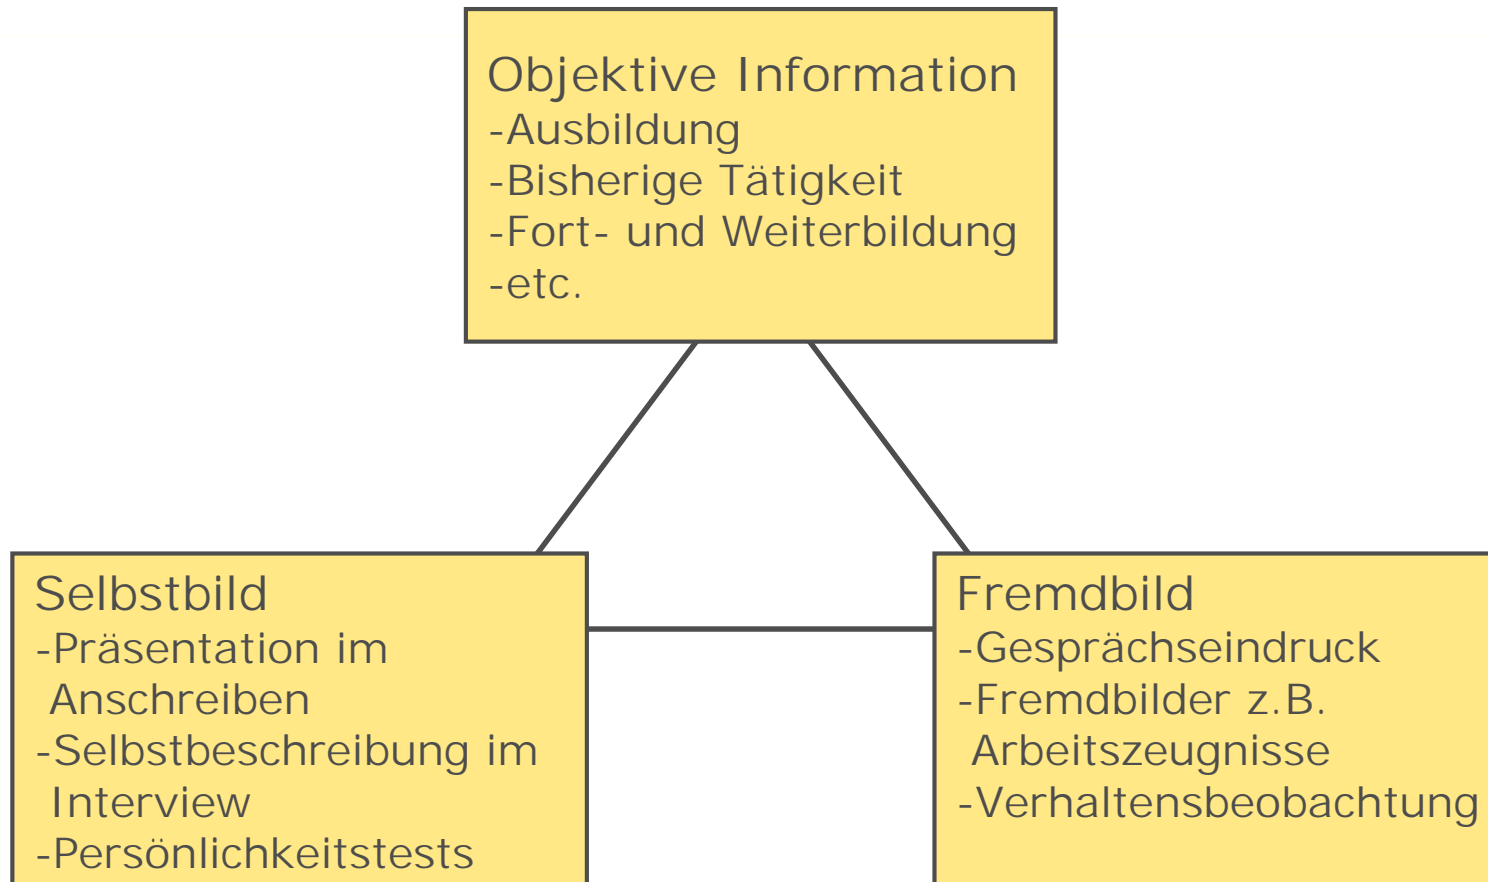 Objektive Information
-Ausbildung
-Bisherige Tätigkeit
-Fort- und Weiterbildung
-etc.
Selbstbild
-Präsentation im
Anschreiben
-Selbstbeschreibung im
Interview
-Persönlichkeitstests
Fremdbild
-Gesprächseindruck
-Fremdbilder z.B.
Arbeitszeugnisse
-Verhaltensbeobachtung